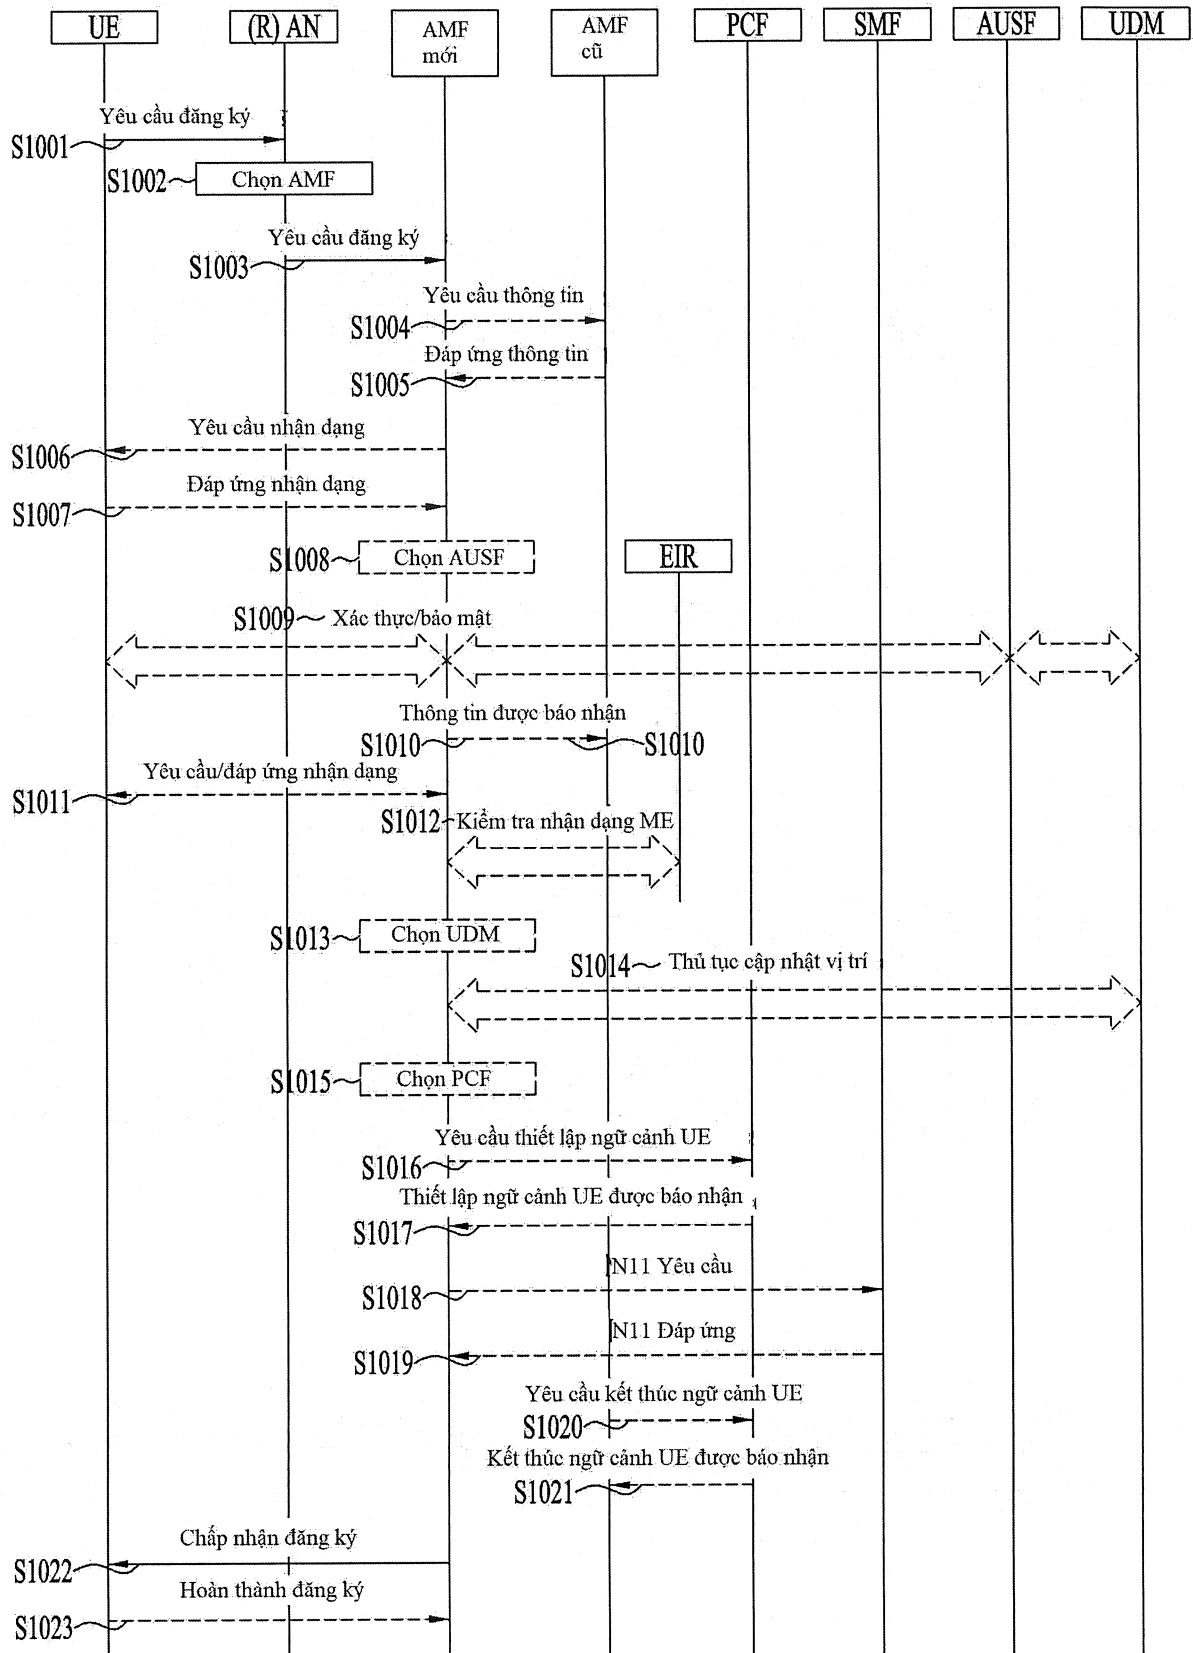 UE
(R) AN
AMF
mới
AMF
cũ
PCF
SMF
AUSF
UDM
Yêu cầu đăng ký
S1001
S1002
Chọn AMF
Yêu cầu đăng ký
S1003
Yêu cầu thông tin
S1004
Đáp ứng thông tin
S1005
Yêu cầu nhận dạng
S1006
Đáp ứng nhận dạng
S1007
S1008
Chọn AUSF
EIR
S1009
Xác thực/bảo mật
Thông tin được báo nhận
S1010
S1010
Yêu cầu/đáp ứng nhận dạng
S1011
S1012
Kiểm tra nhận dạng ME
S1013
Chọn UDM
S1014
Thủ tục cập nhật vị trí
S1015
Chọn PCF
Yêu cầu thiết lập ngữ cảnh UE
S1016
Thiết lập ngữ cảnh UE được báo nhận
S1017
N11 Yêu cầu
S1018
N11 Đáp ứng
S1019
Yêu cầu kết thúc ngữ cảnh UE
S1020
Kết thúc ngữ cảnh UE được báo nhận
S1021
Chấp nhận đăng ký
S1022
Hoàn thành đăng ký
S1023